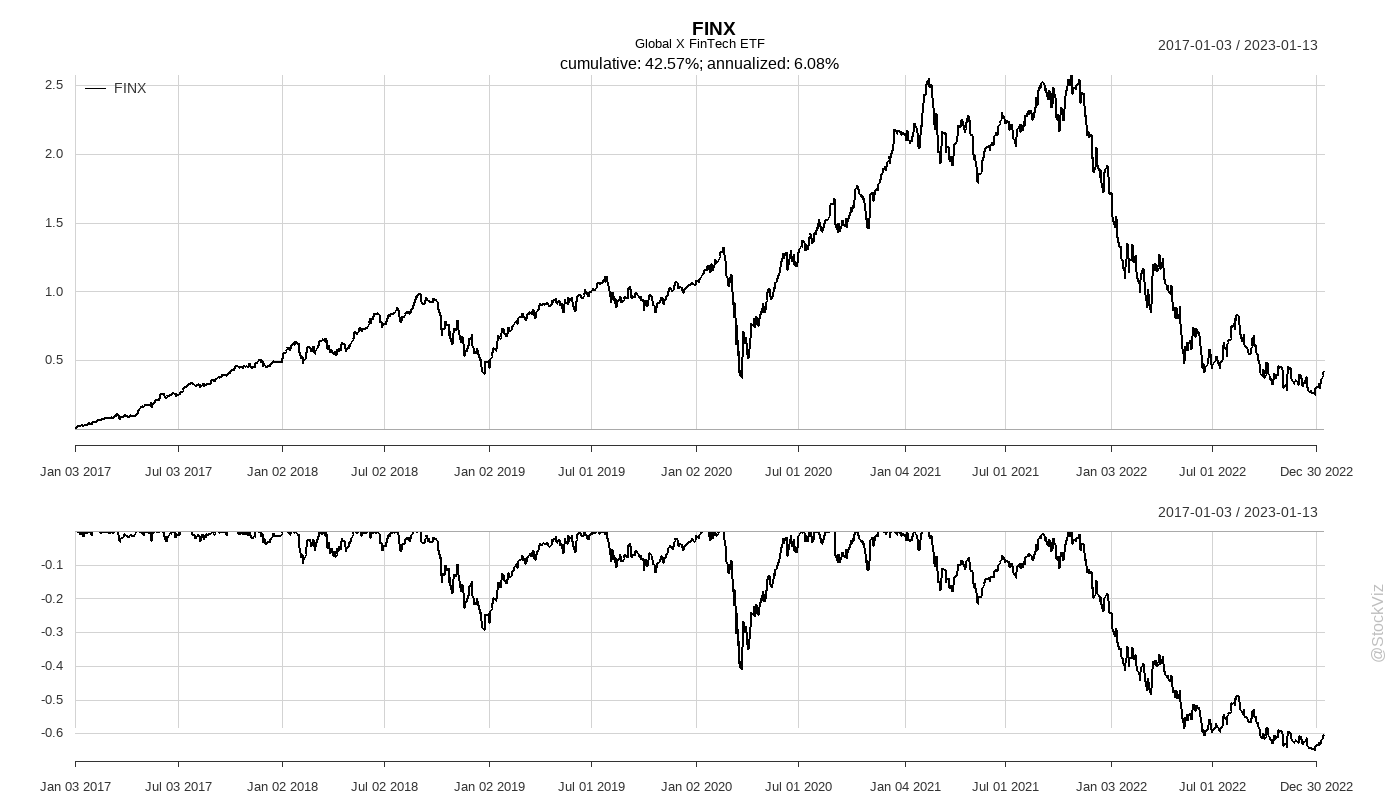 FINX
Global X FinTech ETF
cumulative: 42.57%; annualized: 6.08%
2017-01-03 / 2023-01-13
FINX
2.5
2.0
1.5
1.0
0.5
Jan 03 2017 Jul 03 2017 Jan 02 2018 Jul 02 2018 Jan 02 2019 Jul 01 2019 Jan 02 2020 Jul 01 2020 Jan 04 2021 Jul 01 2021 Jan 03 2022 Jul 01 2022 Dec 30 2022
2017-01-03 / 2023-01-13
-0.1
-0.2
-0.3
-0.4
-0.5
-0.6
Jan 03 2017 Jul 03 2017 Jan 02 2018 Jul 02 2018 Jan 02 2019 Jul 01 2019 Jan 02 2020 Jul 01 2020 Jan 04 2021 Jul 01 2021 Jan 03 2022 Jul 01 2022 Dec 30 2022
@StockViz